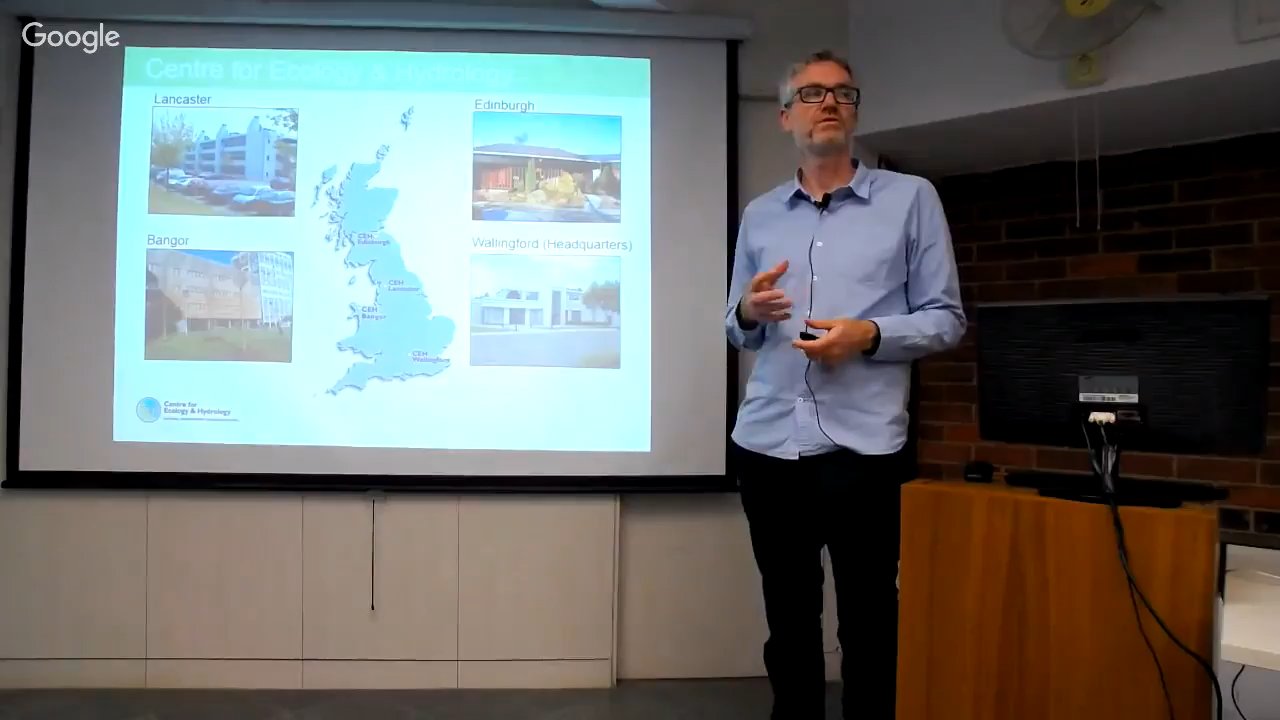 Google
Centre for Ecology & Hydrology
Lancaster
Edinburgh
Bangor
Wallingford (Headquarters)
CEH
Edinburgh
CEH
Lancaster
CEH
Bangor
CEH
Wallingford
Centre for
Ecology & Hydrology